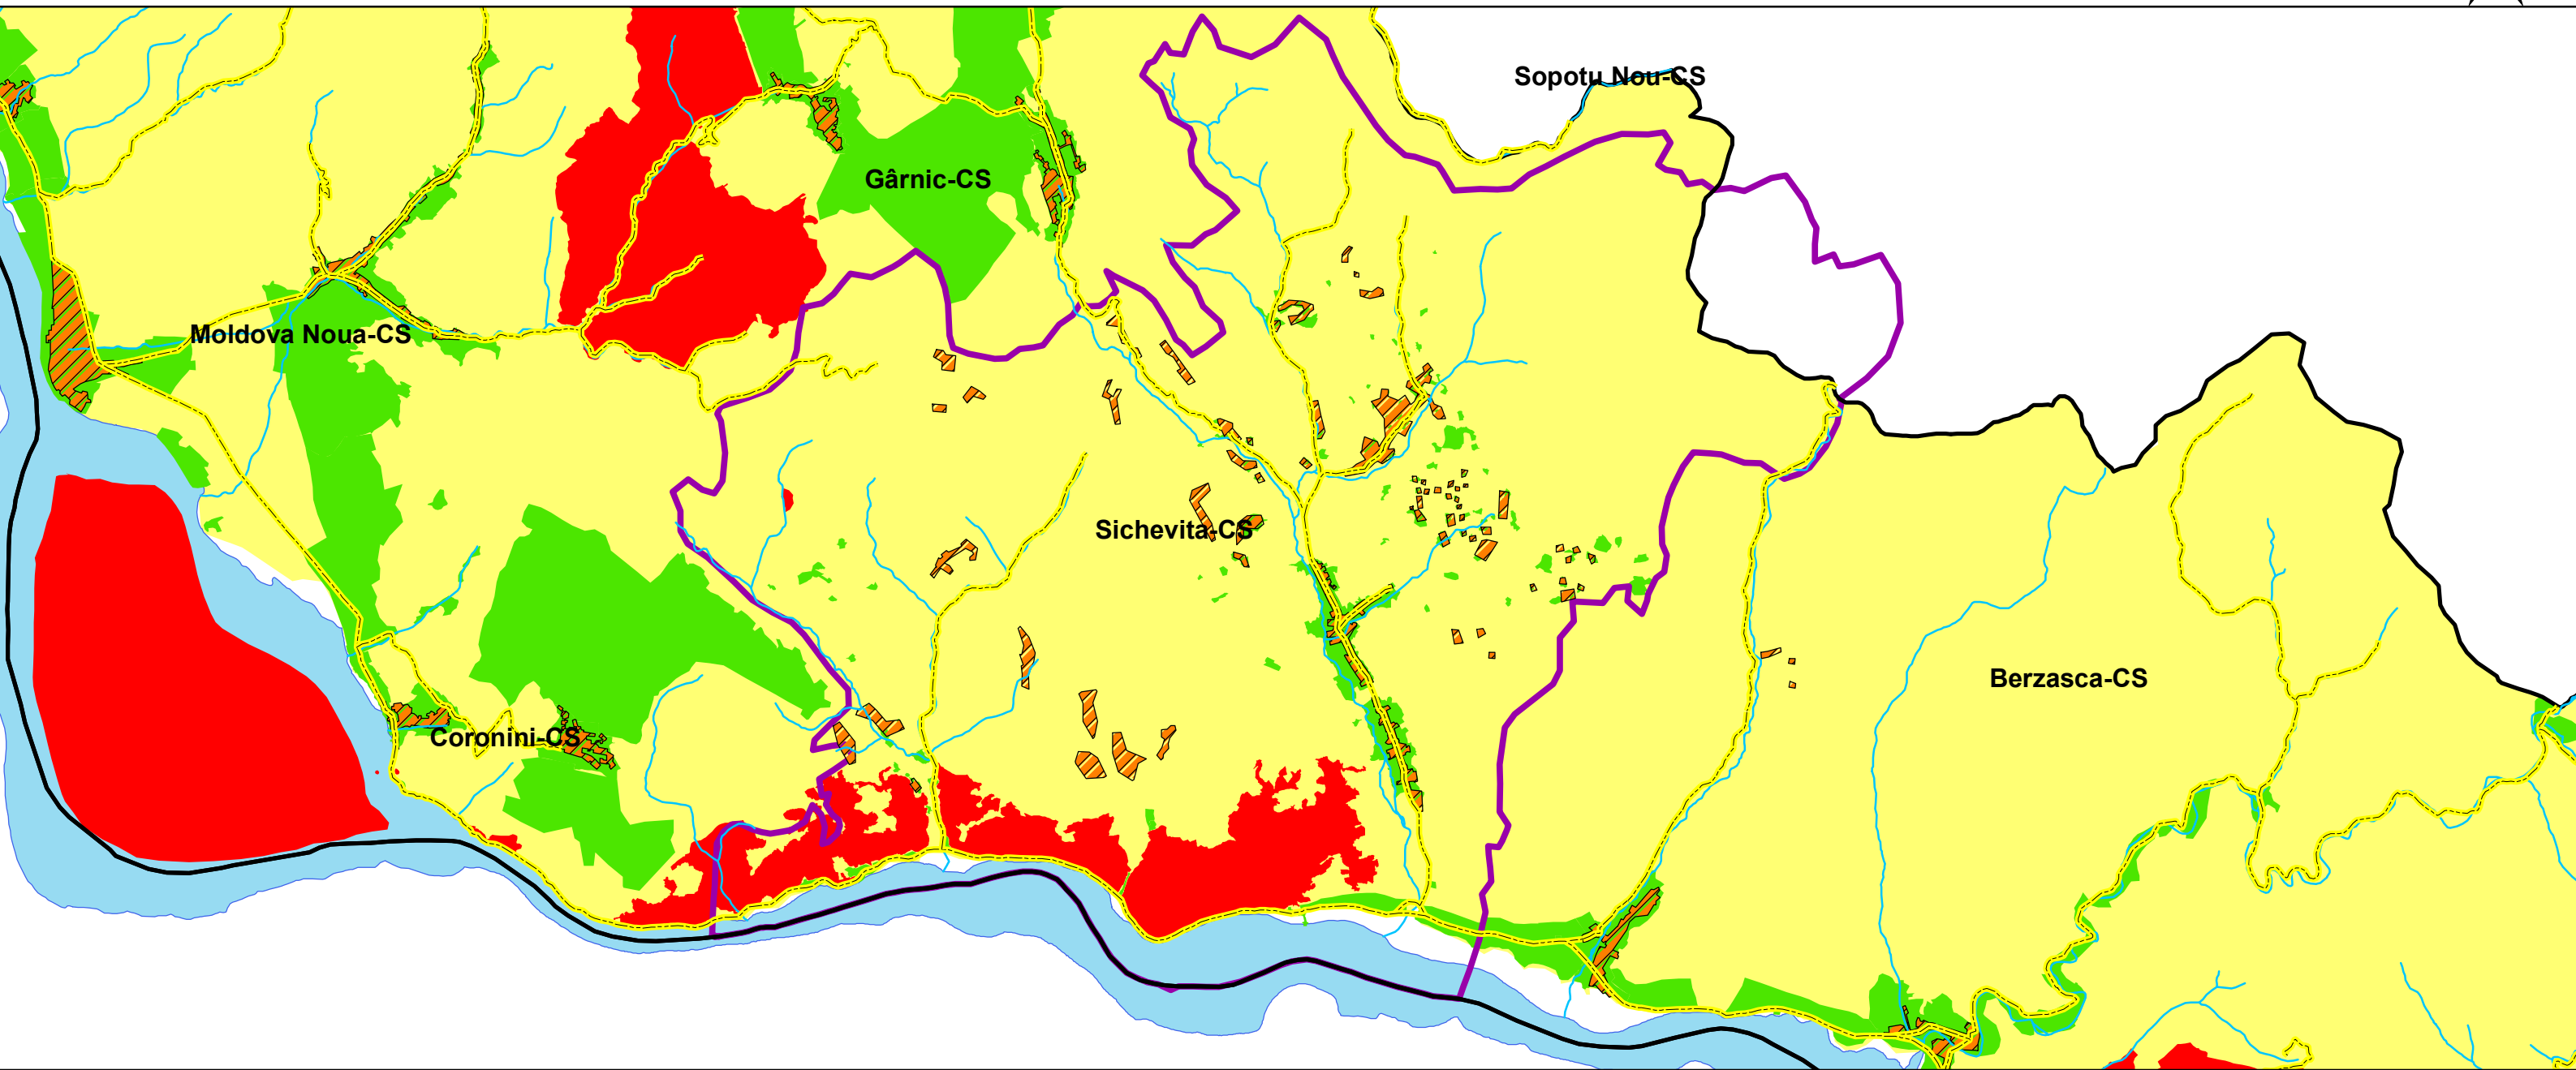 Sopotu Nou-CS
Gârnic-CS
Moldova Noua-CS
Sichevita-CS
Berzasca-CS
Coronini-CS